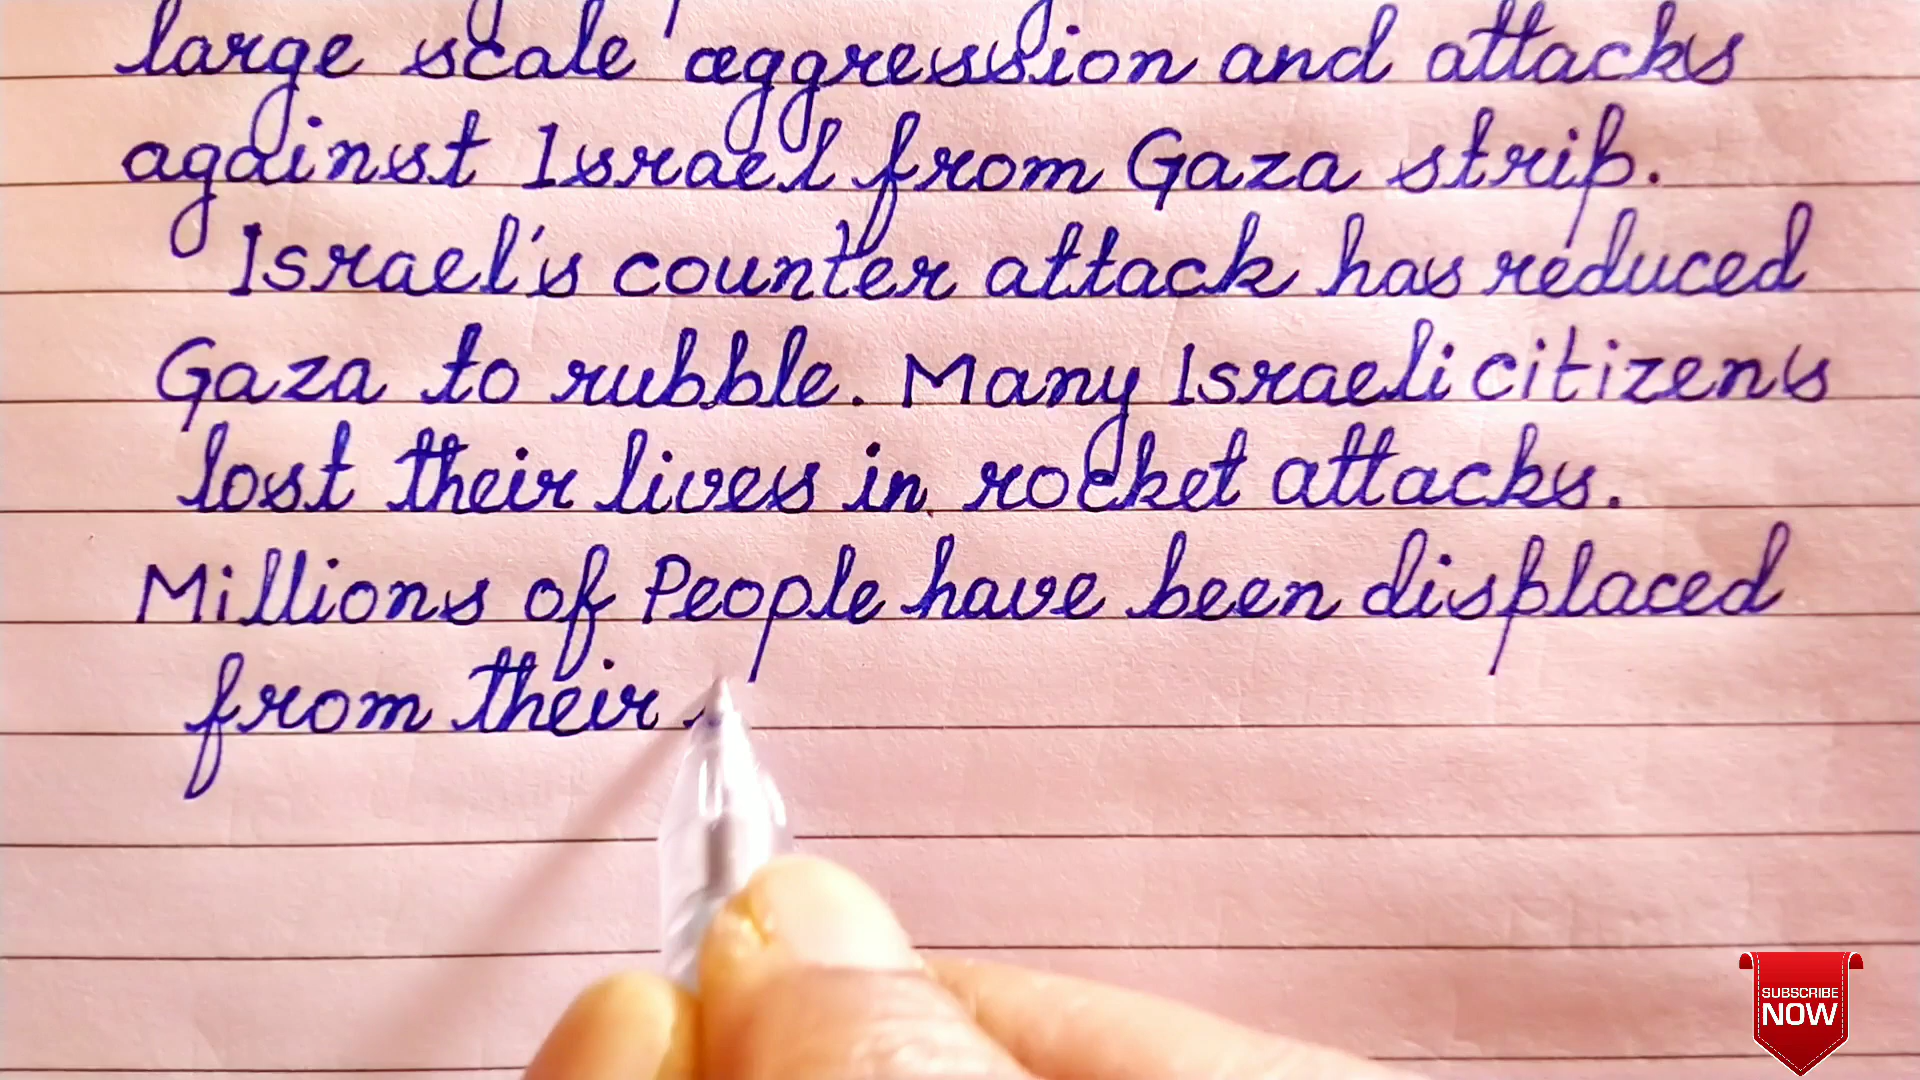 large scale aggression and attacks
against Israel from Gaza strip.
Israel's counter attack has reduced
Gaza to rubble. Many Israeli citizens
lost their lives in rocket attacks.
Millions of People have been displaced
from their
SUBSCRIBE
NOW